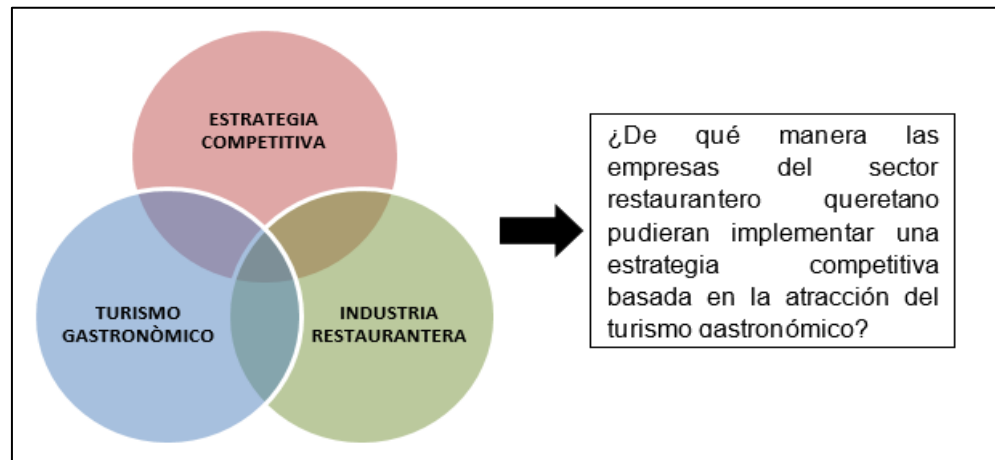 ESTRATEGIA
COMPETITIVA
TURISMO
GASTRONÒMICO
INDUSTRIA
RESTAURANTERA
¿De qué manera las
empresas del sector
restaurantero queretano
pudieran implementar una
estrategia competitiva
basada en la atracción del
turismo gastronómico?